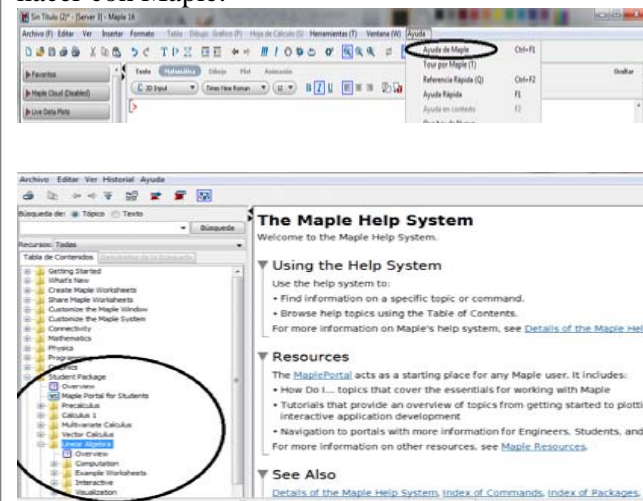 hacer con Maple.
Sin Título (2)* - [Server 3] - Maple 16
Archivo (F) Editar Ver Insertar Formato Tabla Dibujo Gráfico (P) Hoja de Cálculo (S) Herramientas (T) Ventana (W) Ayuda
Ayuda de Maple Ctrl+F1
Tour por Maple (T)
Referencia Rápida (Q) Ctrl+F2
Ayuda Rápida F1
Ayuda en contexto F2
Favoritos
Maple Cloud (Disabled)
Live Data Plots
Texto Matemática Dibujo Plot Animación
Ocultar
2D Input Times New Roman 12 B I U
Archivo Editar Ver Historial Ayuda
Búsqueda de: Tópico Texto
Búsqueda
Recursos: Todas
Tabla de Contenidos Resultados de la Búsqueda
Getting Started
What's New
Create Maple Worksheets
Share Maple Worksheets
Customize the Maple Window
Customize the Maple System
Connectivity
Mathematics
Physics
Programming
Graphics
Student Package
Overview
Maple Portal for Students
Precalculus
Calculus 1
Multivariate Calculus
Vector Calculus
Linear Algebra
Overview
Computation
Example Worksheets
Interactive
Visualization
The Maple Help System
Welcome to the Maple Help System.
Using the Help System
Use the help system to:
• Find information on a specific topic or command.
• Browse help topics using the Table of Contents.
For more information on Maple's help system, see Details of the Maple Hel
Resources
The MaplePortal acts as a starting place for any Maple user. It includes:
• How Do I... topics that cover the essentials for working with Maple
• Tutorials that provide an overview of topics from getting started to plotti
interactive application development
• Navigation to portals with more information for Engineers, Students, and
For more information on other resources, see Maple Resources.
See Also
Details of the Maple Help System, Index of Commands, Index of Packages,